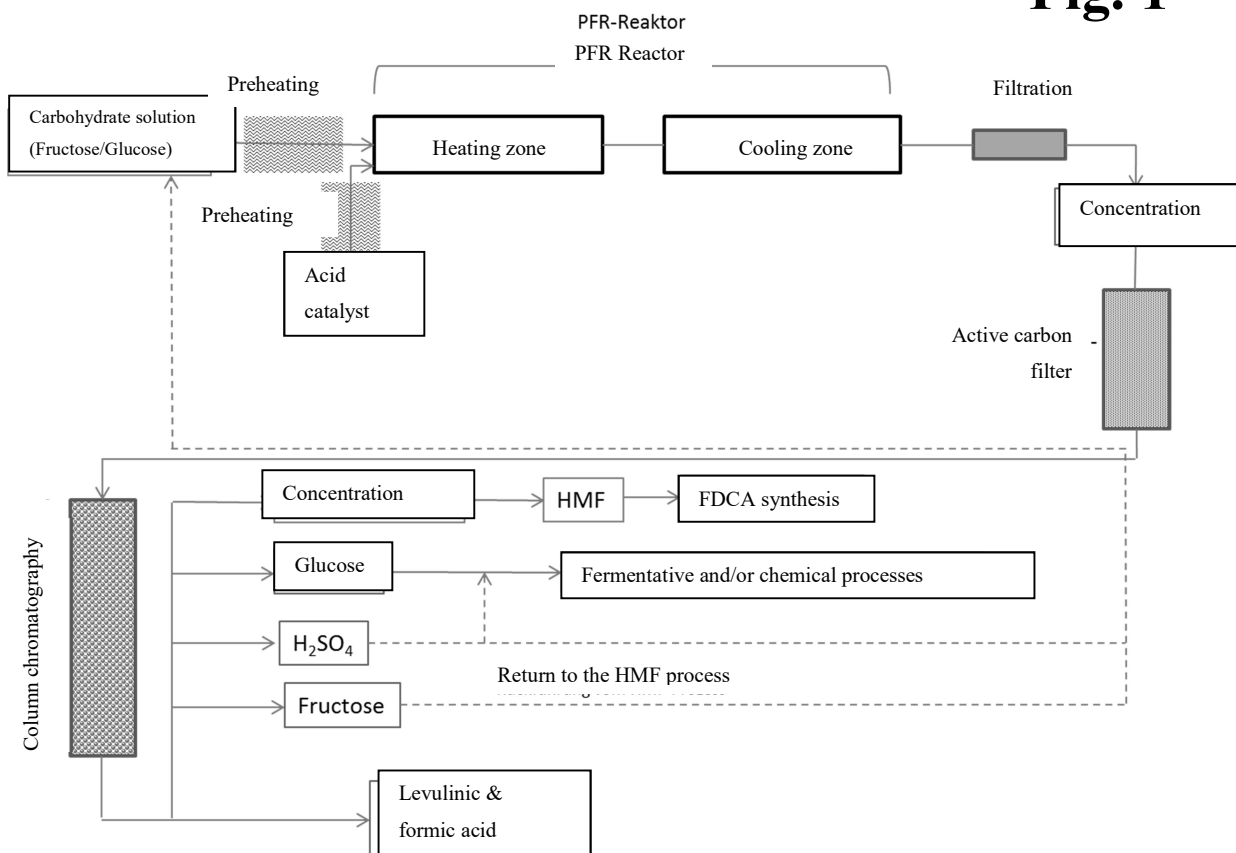 Fig. 1
PFR-Reaktor
PFR Reactor
Preheating
Filtration
Carbohydrate solution
(Fructose/Glucose)
Heating zone
Cooling zone
Preheating
Concentration
Acid
catalyst
Active carbon
filter
Column chromatography
Concentration
HMF
FDCA synthesis
Glucose
Fermentative and/or chemical processes
H₂SO₄
Return to the HMF process
Fructose
Levulinic &
formic acid